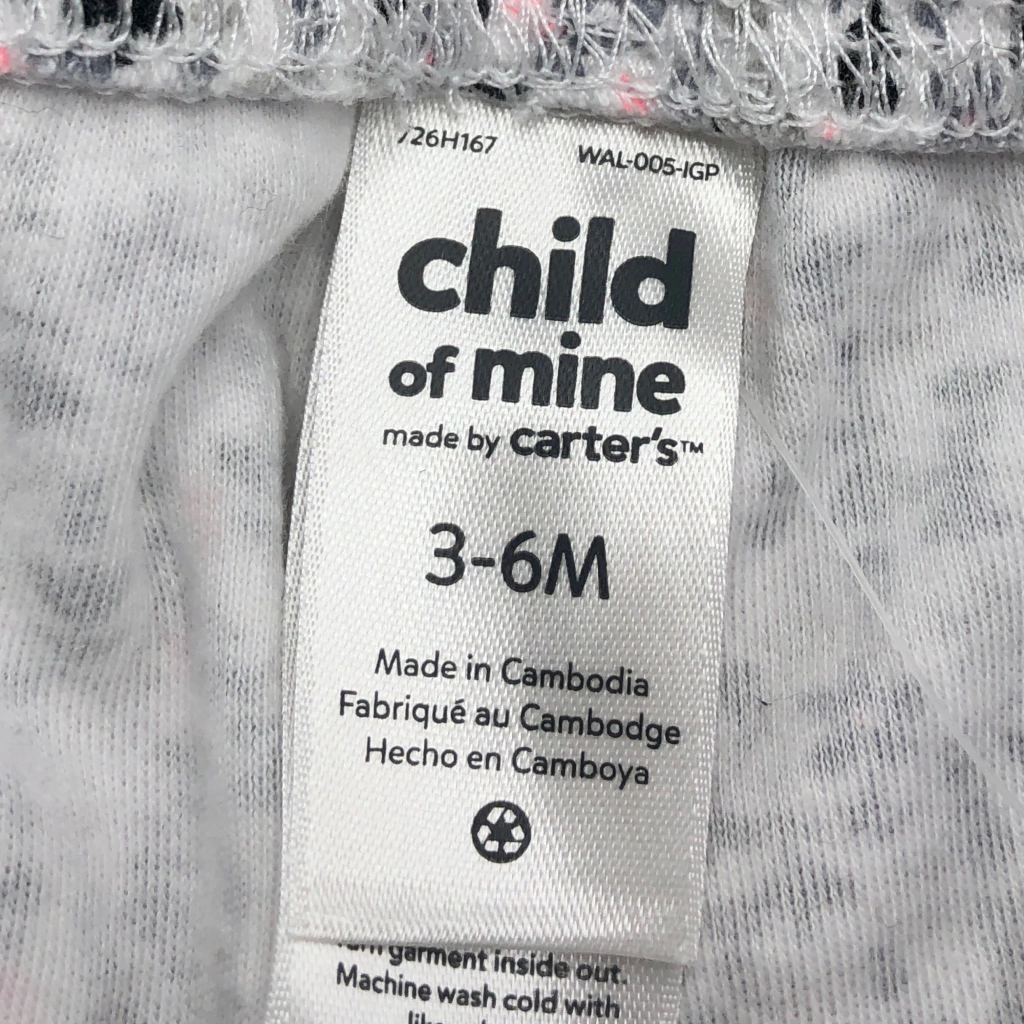 726H167 WAL-005-IGP
child
of mine
made by carter's™
3-6M
Made in Cambodia
Fabriqué au Cambodge
Hecho en Camboya
garment inside out.
Machine wash cold with